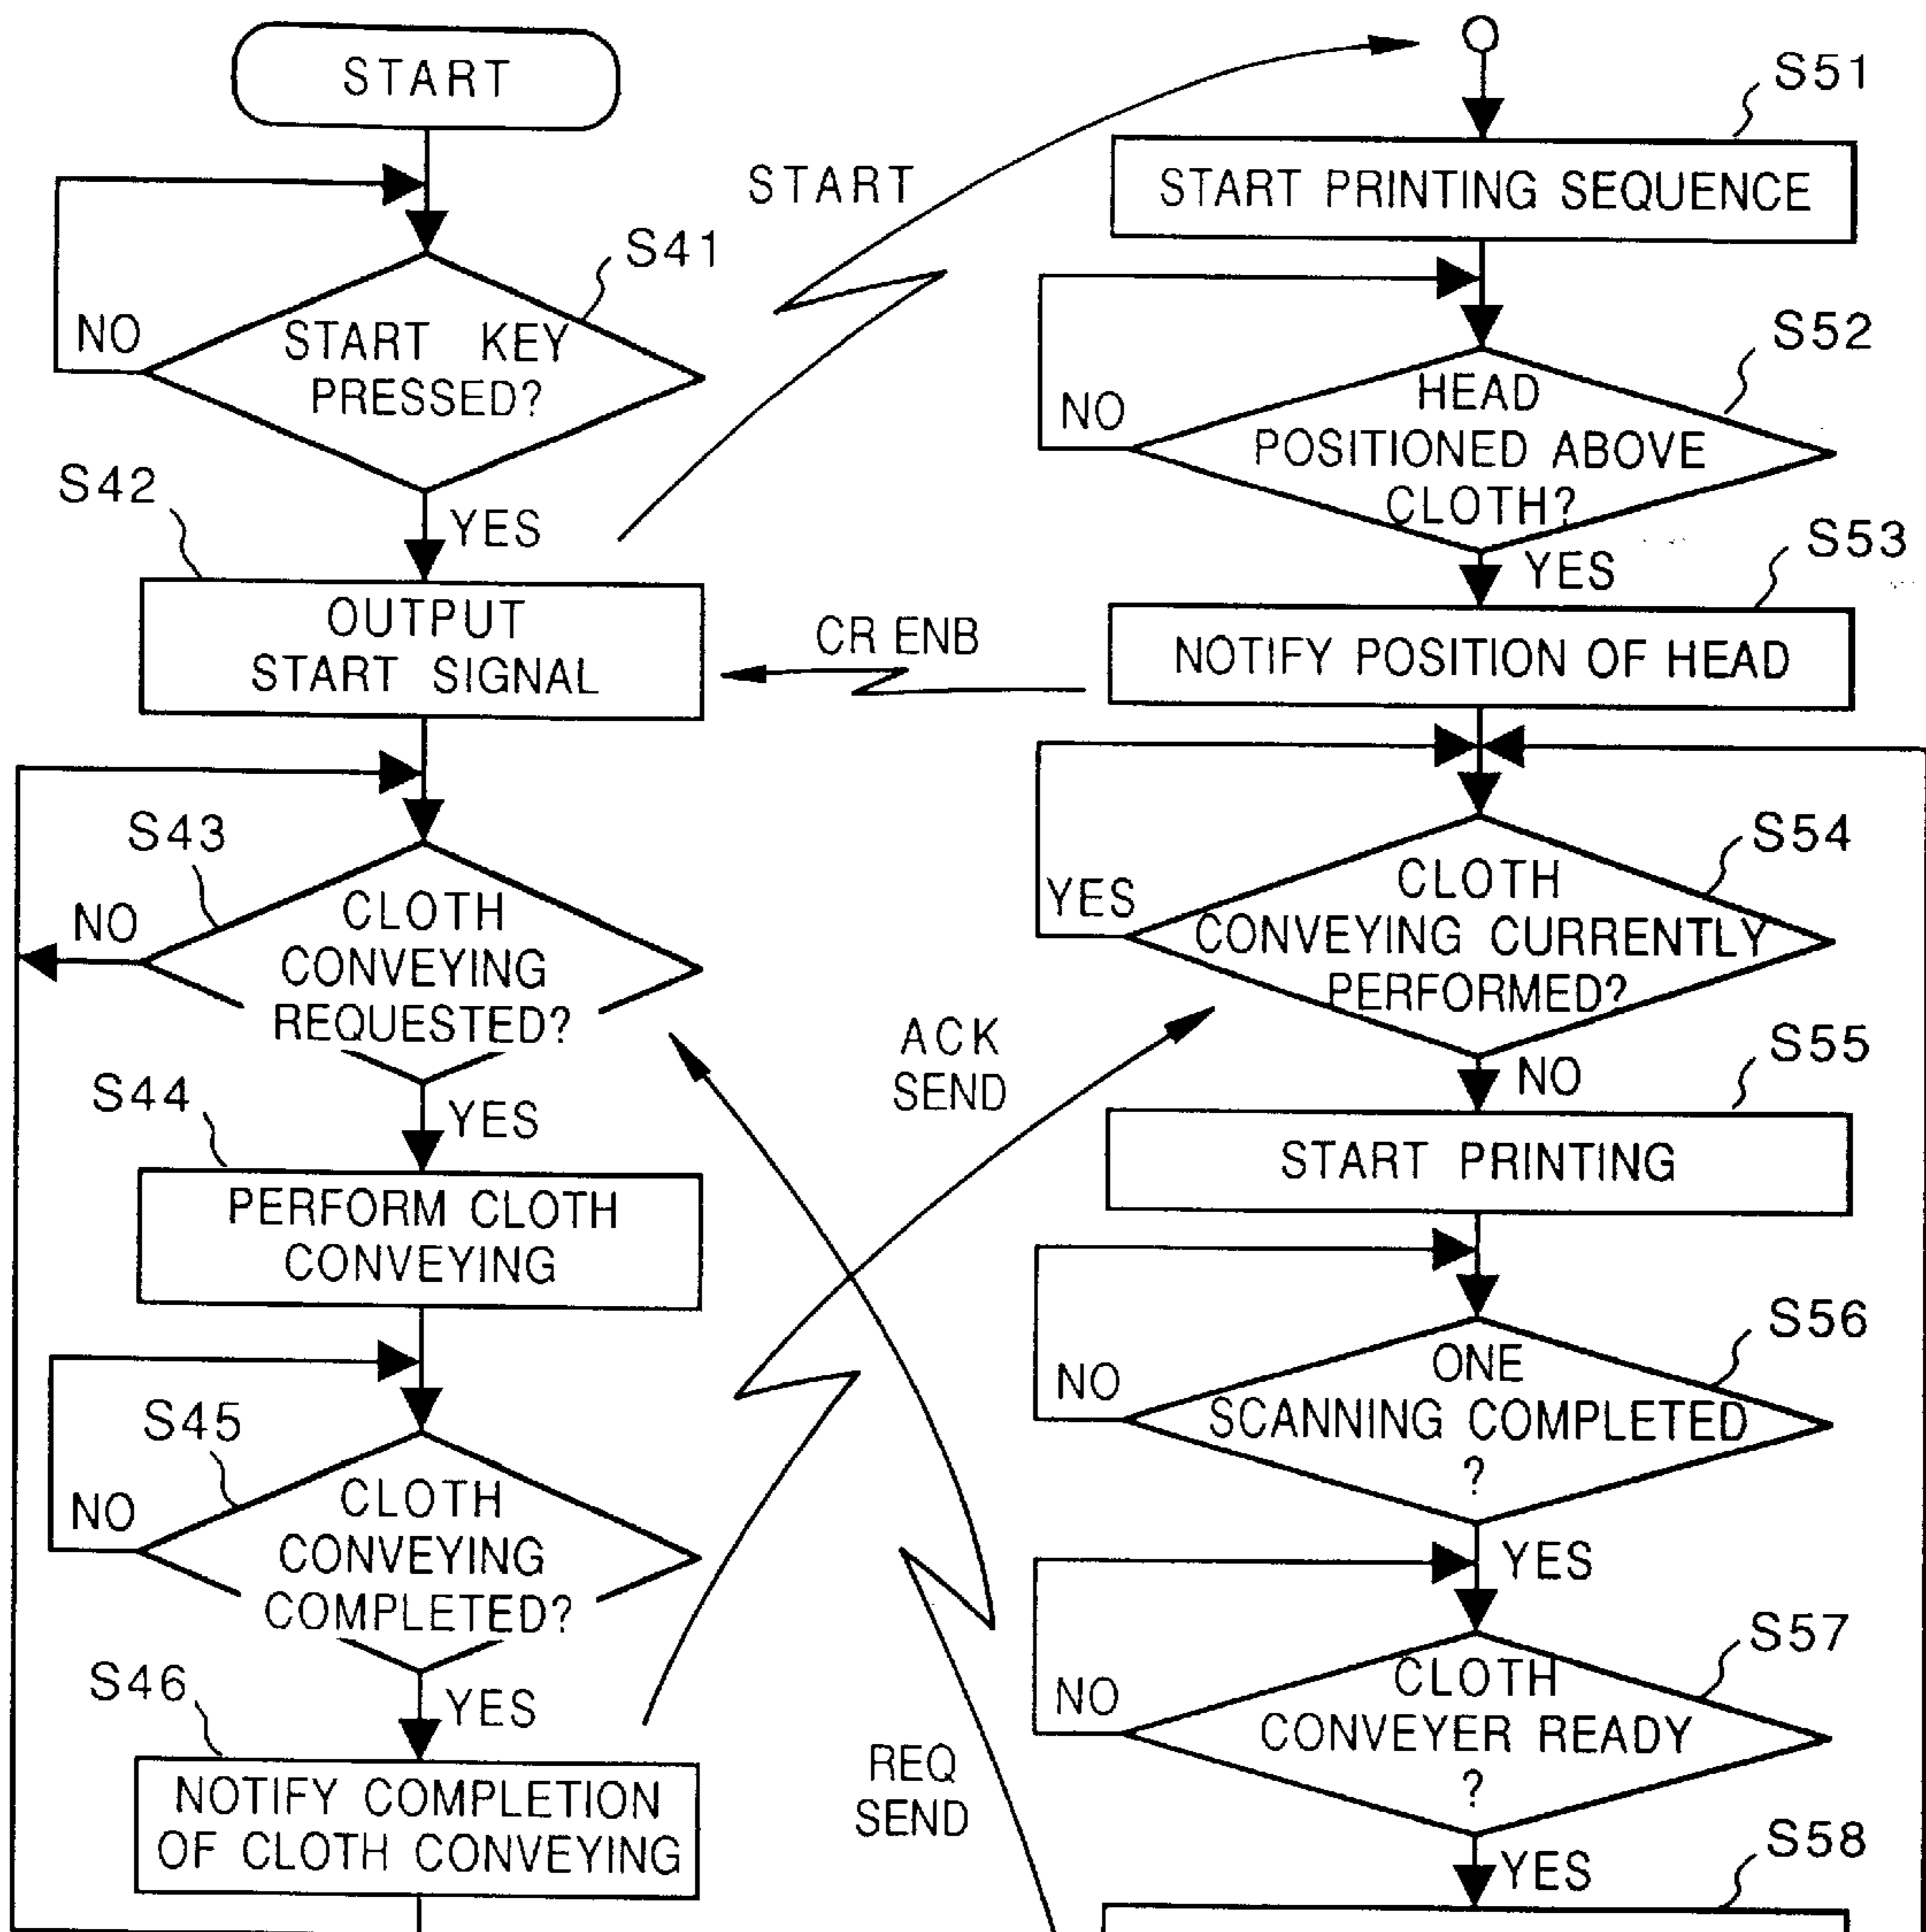 START
S41
NO
START KEY
PRESSED?
S42
YES
OUTPUT
START SIGNAL
S43
NO
CLOTH
CONVEYING
REQUESTED?
S44
YES
PERFORM CLOTH
CONVEYING
S45
NO
CLOTH
CONVEYING
COMPLETED?
S46
YES
NOTIFY COMPLETION
OF CLOTH CONVEYING
START
CR ENB
ACK
SEND
REQ
SEND
S51
START PRINTING SEQUENCE
S52
NO
HEAD
POSITIONED ABOVE
CLOTH?
S53
YES
NOTIFY POSITION OF HEAD
S54
YES
CLOTH
CONVEYING CURRENTLY
PERFORMED?
S55
NO
START PRINTING
S56
NO
ONE
SCANNING COMPLETED
?
YES
S57
NO
CLOTH
CONVEYER READY
?
S58
YES